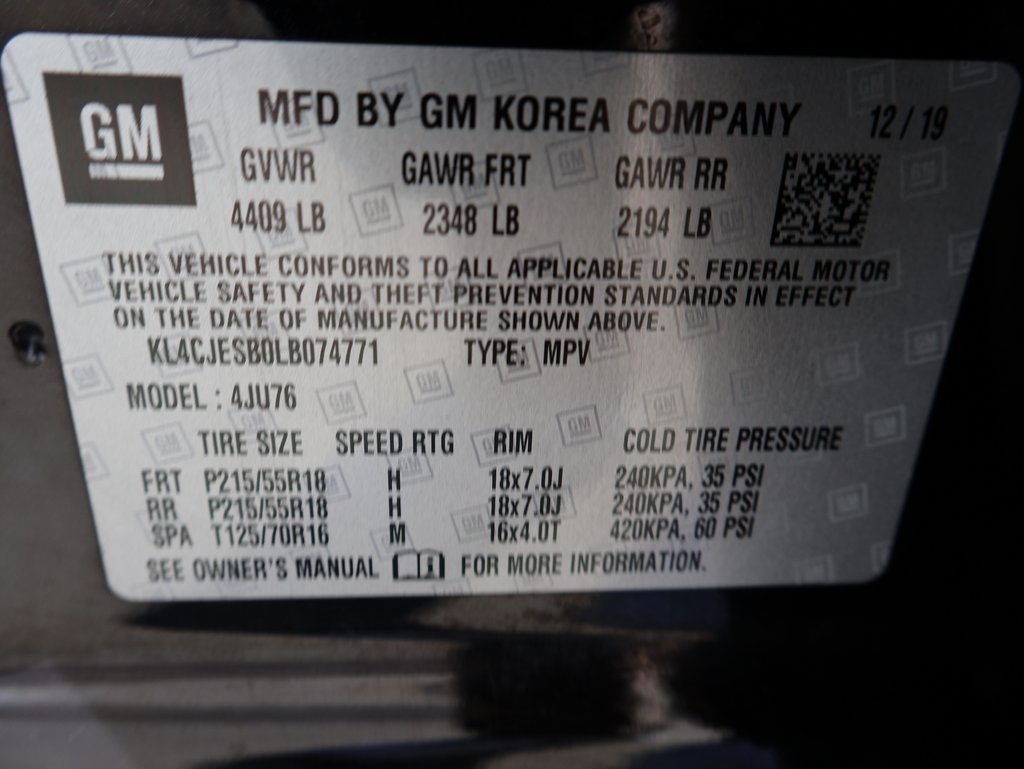 GM
MFD BY GM KOREA COMPANY 12 / 19
GVWR GAWR FRT GAWR RR
4409 LB 2348 LB 2194 LB
THIS VEHICLE CONFORMS TO ALL APPLICABLE U.S. FEDERAL MOTOR
VEHICLE SAFETY AND THEFT PREVENTION STANDARDS IN EFFECT
ON THE DATE OF MANUFACTURE SHOWN ABOVE.
KL4CJESB0LB074771 TYPE: MPV
MODEL : 4JU76
TIRE SIZE SPEED RTG RIM COLD TIRE PRESSURE
FRT P215/55R18 H 18x7.0J 240KPA, 35 PSI
RR P215/55R18 H 18x7.0J 240KPA, 35 PSI
SPA T125/70R16 M 16x4.0T 420KPA, 60 PSI
SEE OWNER'S MANUAL FOR MORE INFORMATION.